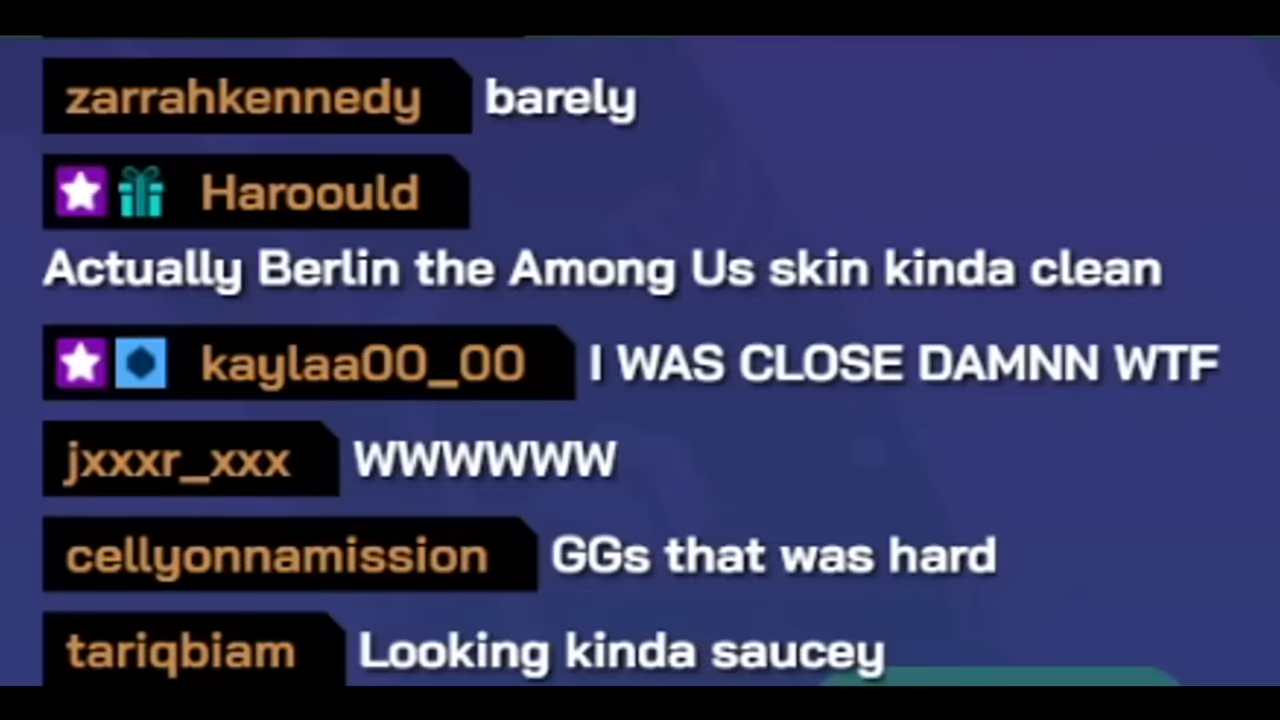 zarrahkennedy barely
Haroould
Actually Berlin the Among Us skin kinda clean
kaylaa00_00 I WAS CLOSE DAMNN WTF
jxxxr_xxx WWWWWW
cellyonnamission GGs that was hard
tariqbiam Looking kinda saucey